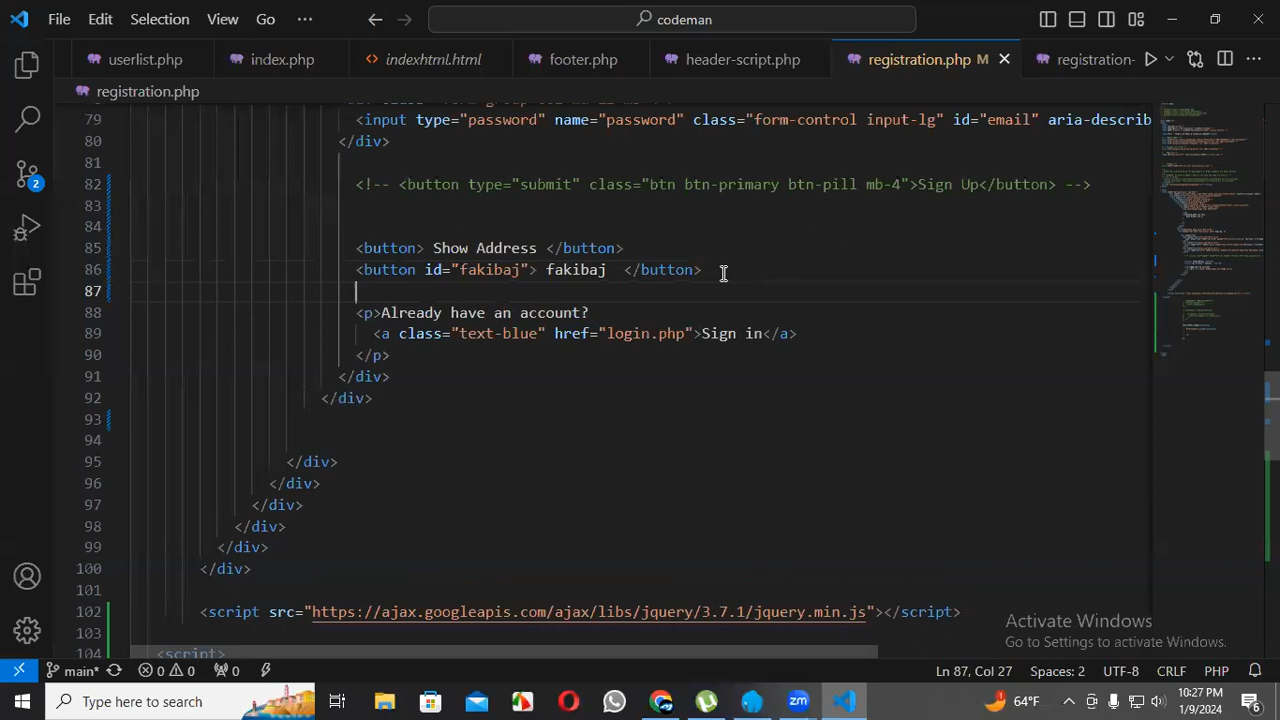 File Edit Selection View Go ··· codeman
userlist.php index.php indexhtml.html footer.php header-script.php registration.php M registration-
registration.php
79 <input type="password" name="password" class="form-control input-lg" id="email" aria-describ
80 </div>
81
82 <!-- <button type="submit" class="btn btn-primary btn-pill mb-4">Sign Up</button> -->
83
84
85 <button> Show Address </button>
86 <button id="fakibaj"> fakibaj </button>
87
88 <p>Already have an account?
89 <a class="text-blue" href="login.php">Sign in</a>
90 </p>
91 </div>
92 </div>
93
94
95 </div>
96 </div>
97 </div>
98 </div>
99 </div>
100 </div>
101
102 <script src="https://ajax.googleapis.com/ajax/libs/jquery/3.7.1/jquery.min.js"></script>
103
104 <script>
Activate Windows
Go to Settings to activate Windows.
2
main* 0 0 0 Ln 87, Col 27 Spaces: 2 UTF-8 CRLF PHP
Type here to search 64°F 10:27 PM
1/9/2024 6